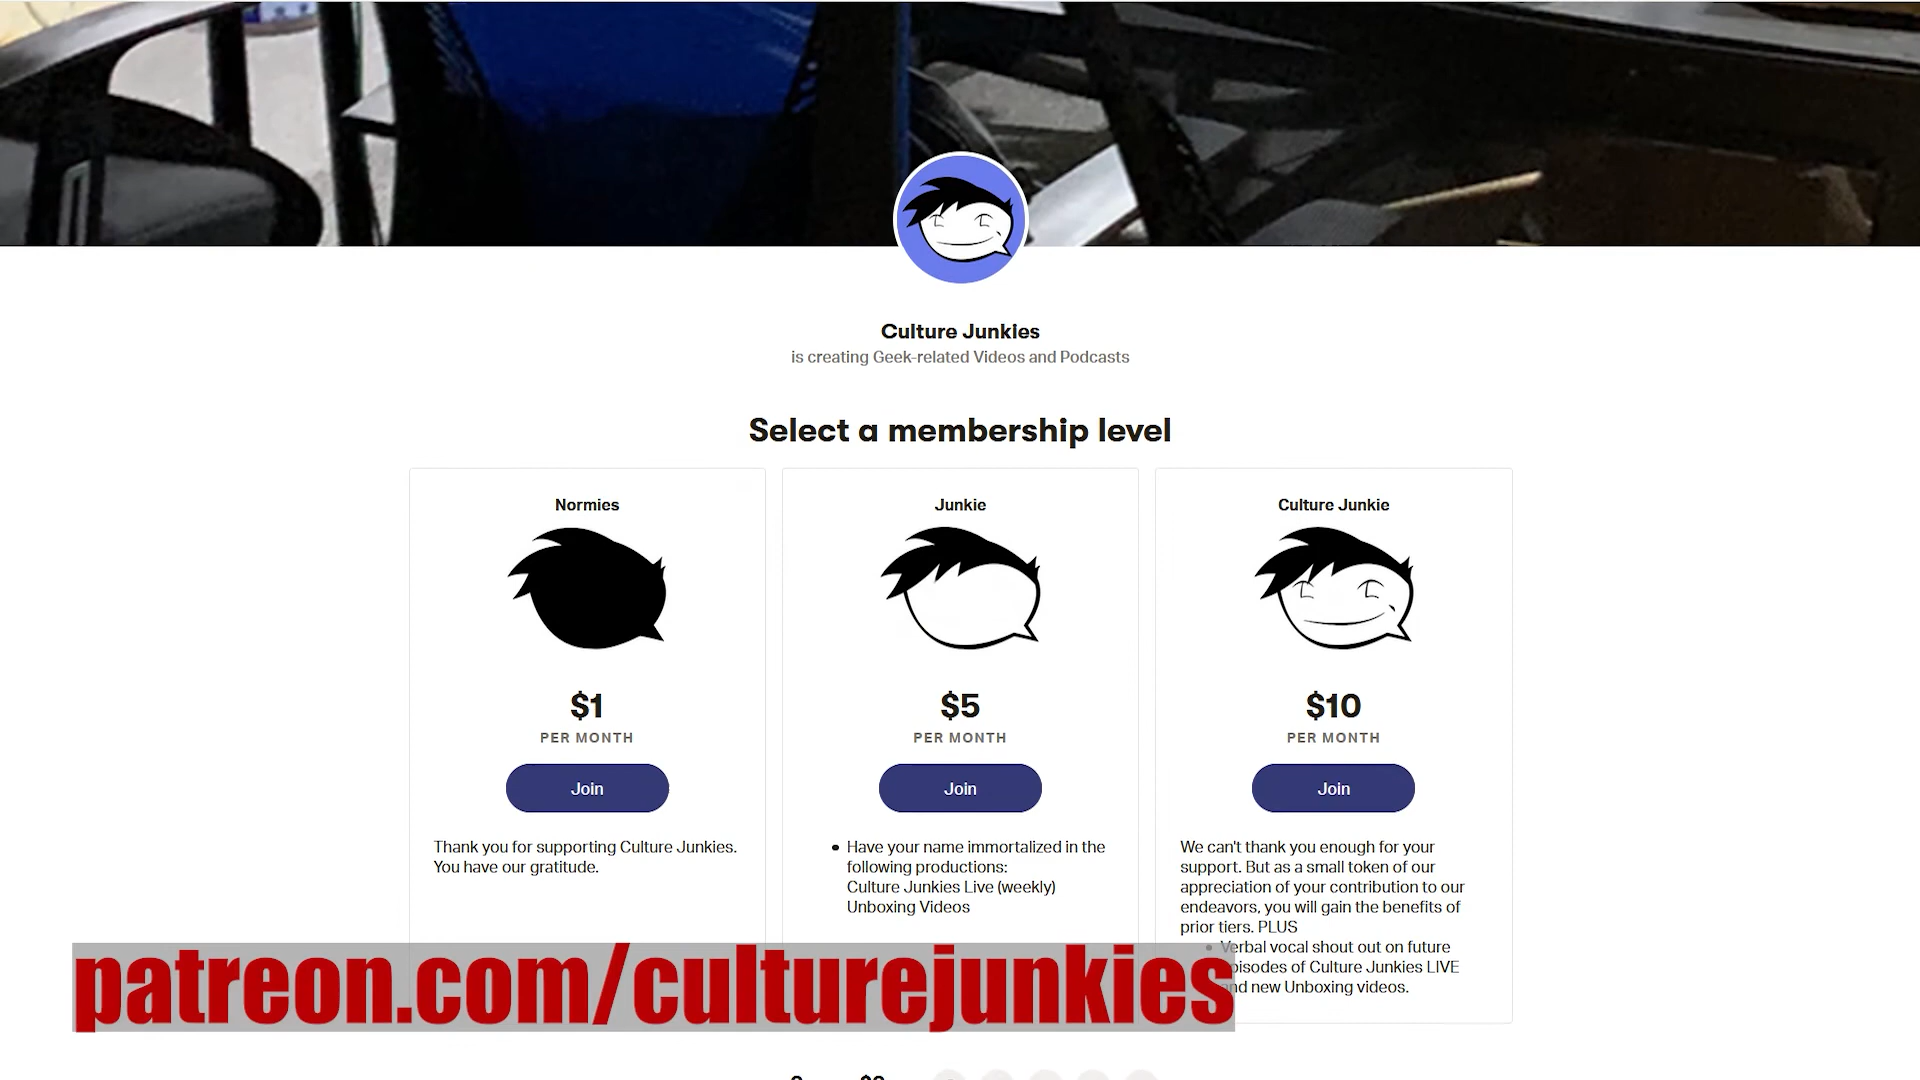 Culture Junkies
is creating Geek-related Videos and Podcasts
Select a membership level
Normies
$1
PER MONTH
Join
Thank you for supporting Culture Junkies.
You have our gratitude.
Junkie
$5
PER MONTH
Join
Have your name immortalized in the
following productions:
Culture Junkies Live (weekly)
Unboxing Videos
Culture Junkie
$10
PER MONTH
Join
We can't thank you enough for your
support. But as a small token of our
appreciation of your contribution to our
endeavors, you will gain the benefits of
prior tiers. PLUS
Verbal vocal shout out on future
episodes of Culture Junkies LIVE
and new Unboxing videos.
patreon.com/culturejunkies